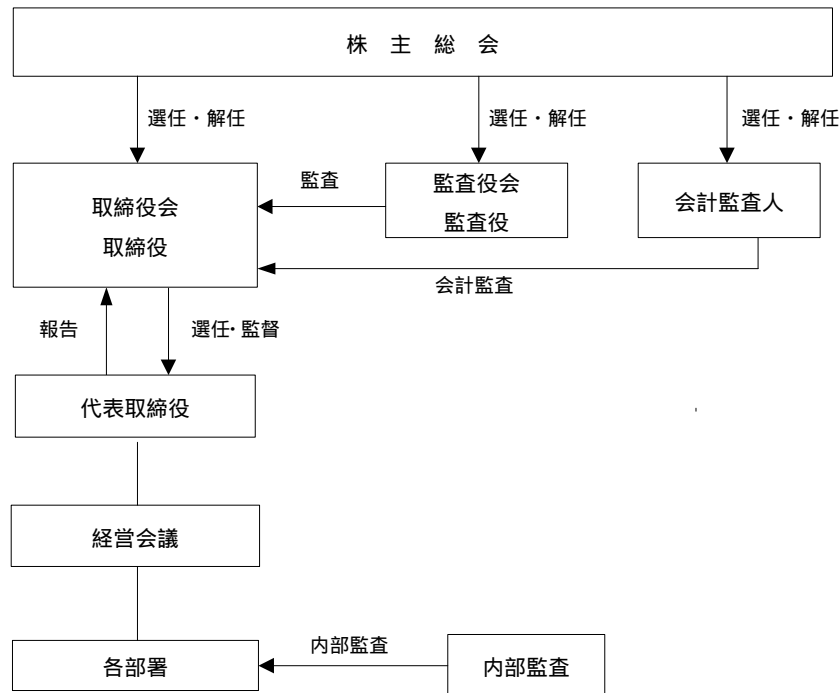 株 主 総 会
選任・解任
選任・解任
選任・解任
取締役会
取締役
監査
監査役会
監査役
会計監査人
会計監査
報告
選任・監督
代表取締役
経営会議
各部署
内部監査
内部監査